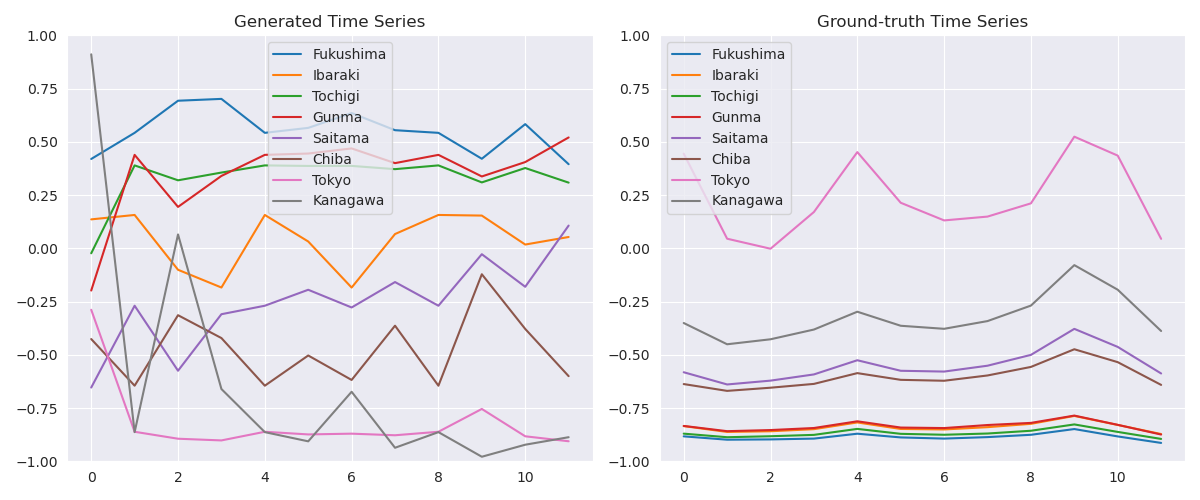 Generated Time Series
1.00
0.75
0.50
0.25
0.00
−0.25
−0.50
−0.75
−1.00
0 2 4 6 8 10
Fukushima
Ibaraki
Tochigi
Gunma
Saitama
Chiba
Tokyo
Kanagawa
Ground-truth Time Series
1.00
0.75
0.50
0.25
0.00
−0.25
−0.50
−0.75
−1.00
0 2 4 6 8 10
Fukushima
Ibaraki
Tochigi
Gunma
Saitama
Chiba
Tokyo
Kanagawa